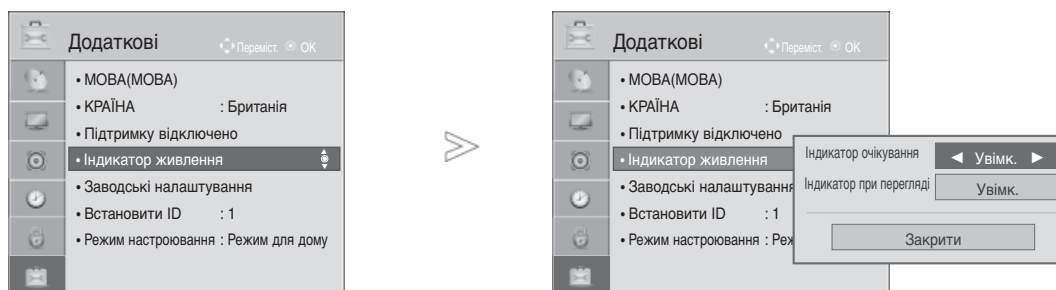 Додаткові
Переміст. OK
• МОВА(МОВА)
• КРАЇНА : Британія
• Підтримку відключено
• Індикатор живлення
• Заводські налаштування
• Встановити ID : 1
• Режим настроювання : Режим для дому
Додаткові
Переміст. OK
• МОВА(МОВА)
• КРАЇНА : Британія
• Підтримку відключено
• Індикатор живлення
• Заводські налаштування
• Встановити ID : 1
• Режим настроювання : Реж
Індикатор очікування ◄ Увімк. ►
Індикатор при перегляді Увімк.
Закрити